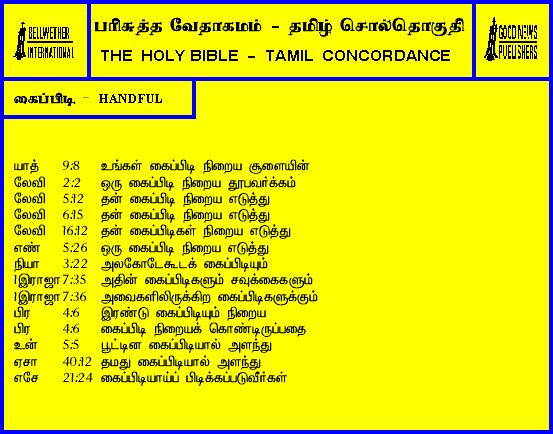 BELLWETHER
INTERNATIONAL
பரிசுத்த வேதாகமம் - தமிழ் சொல்தொகுதி
THE HOLY BIBLE - TAMIL CONCORDANCE
GOOD NEWS
PUBLISHERS
கைப்பிடி - HANDFUL
யாத் 9:8 உங்கள் கைப்பிடி நிறைய சூளையின்
லேவி 2:2 ஒரு கைப்பிடி நிறைய தூபவர்க்கம்
லேவி 5:12 தன் கைப்பிடி நிறைய எடுத்து
லேவி 6:15 தன் கைப்பிடி நிறைய எடுத்து
லேவி 16:12 தன் கைப்பிடிகள் நிறைய எடுத்து
எண் 5:26 ஒரு கைப்பிடி நிறைய எடுத்து
நியா 3:22 அலகோடேகூடக் கைப்பிடியும்
1இராஜா 7:35 அதின் கைப்பிடிகளும் சவுக்கைகளும்
1இராஜா 7:36 அவைகளிலிருக்கிற கைப்பிடிகளுக்கும்
பிர 4:6 இரண்டு கைப்பிடியும் நிறைய
பிர 4:6 கைப்பிடி நிறையக் கொண்டிருப்பதை
உன் 5:5 பூட்டின கைப்பிடியால் அளந்து
ஏசா 40:12 தமது கைப்பிடியால் அளந்து
எசே 21:24 கைப்பிடியாய்ப் பிடிக்கப்படுவீர்கள்